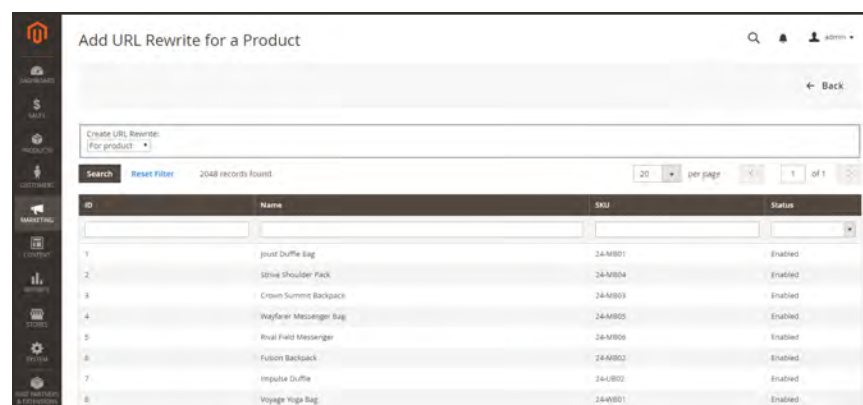 Add URL Rewrite for a Product
admin
DASHBOARD
← Back
$
SALES
Create URL Rewrite:
For product
PRODUCTS
Search Reset Filter 2048 records found 20 per page 1 of 1
CUSTOMERS
ID Name SKU Status
MARKETING
CONTENT
1 Joust Duffle Bag 24-MB01 Enabled
2 Strive Shoulder Pack 24-MB04 Enabled
REPORTS
3 Crown Summit Backpack 24-MB03 Enabled
4 Wayfarer Messenger Bag 24-MB05 Enabled
STORES
5 Rival Field Messenger 24-MB06 Enabled
SYSTEM
6 Fusion Backpack 24-MB02 Enabled
7 Impulse Duffle 24-UB02 Enabled
FIND PARTNERS
8 Voyage Yoga Bag 24-WB01 Enabled
& EXTENSIONS